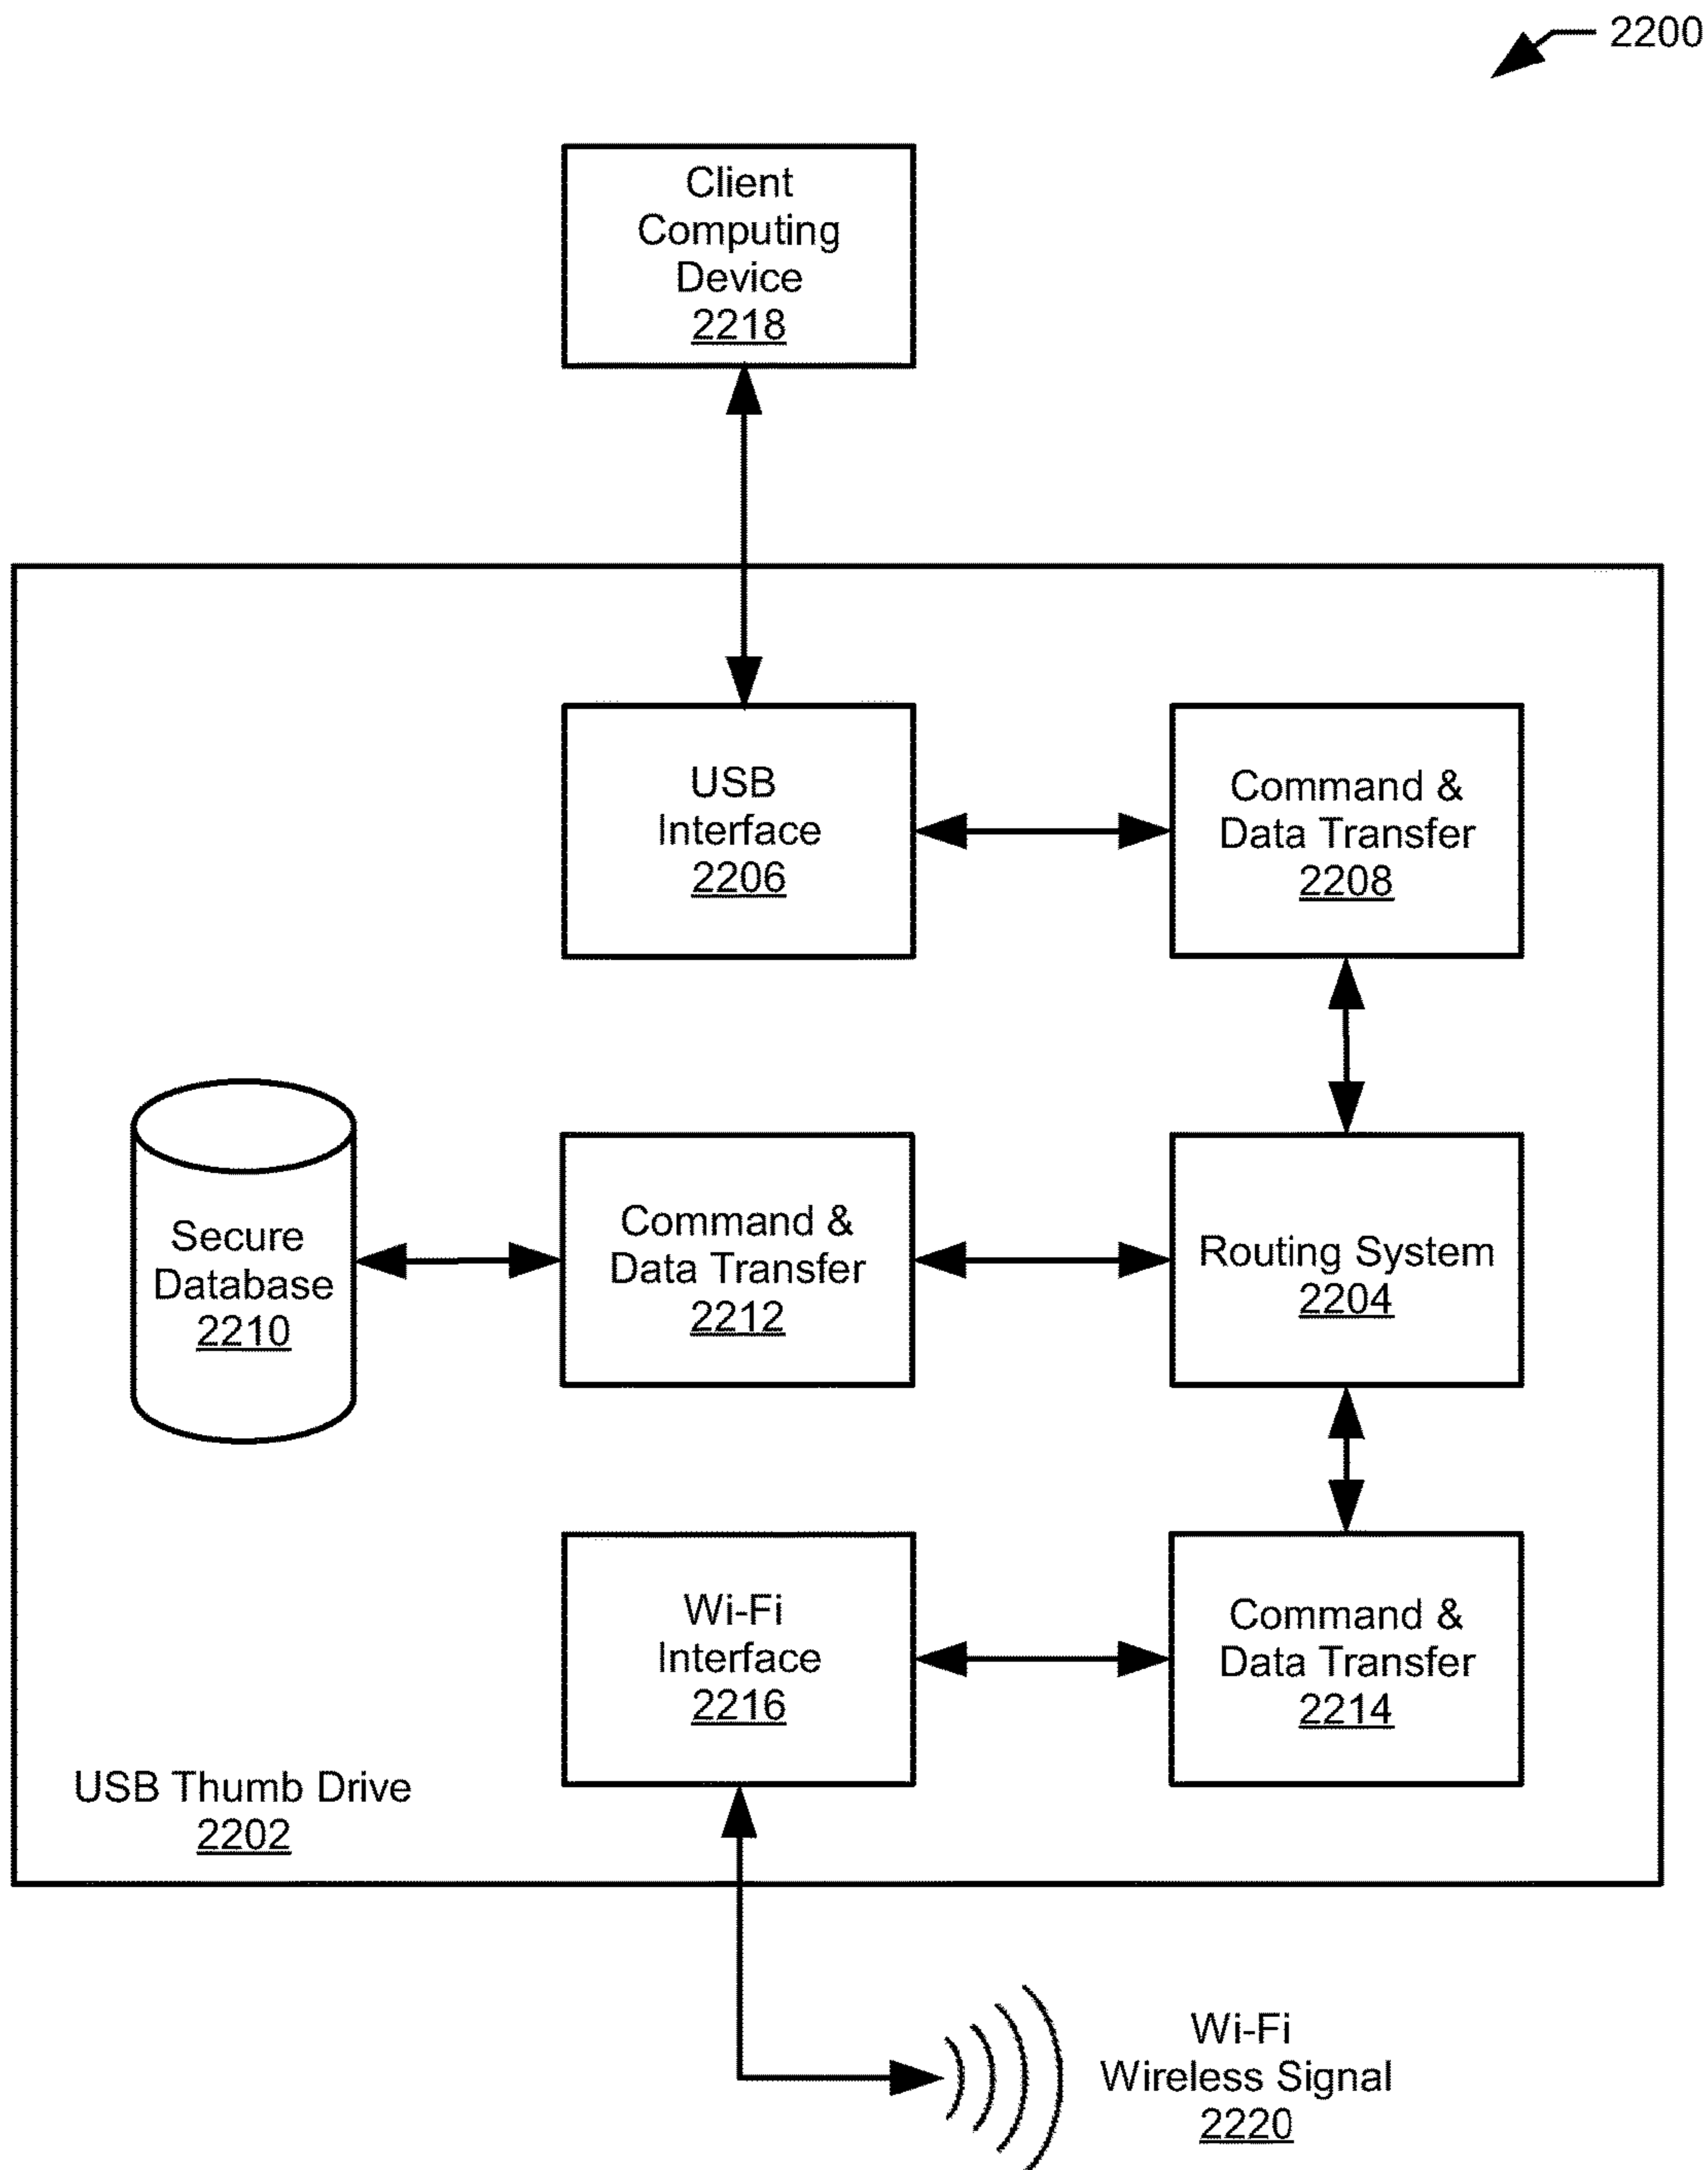 2200
Client
Computing
Device
2218
USB
Interface
2206
Command &
Data Transfer
2208
Secure
Database
2210
Command &
Data Transfer
2212
Routing System
2204
Wi-Fi
Interface
2216
Command &
Data Transfer
2214
USB Thumb Drive
2202
Wi-Fi
Wireless Signal
2220